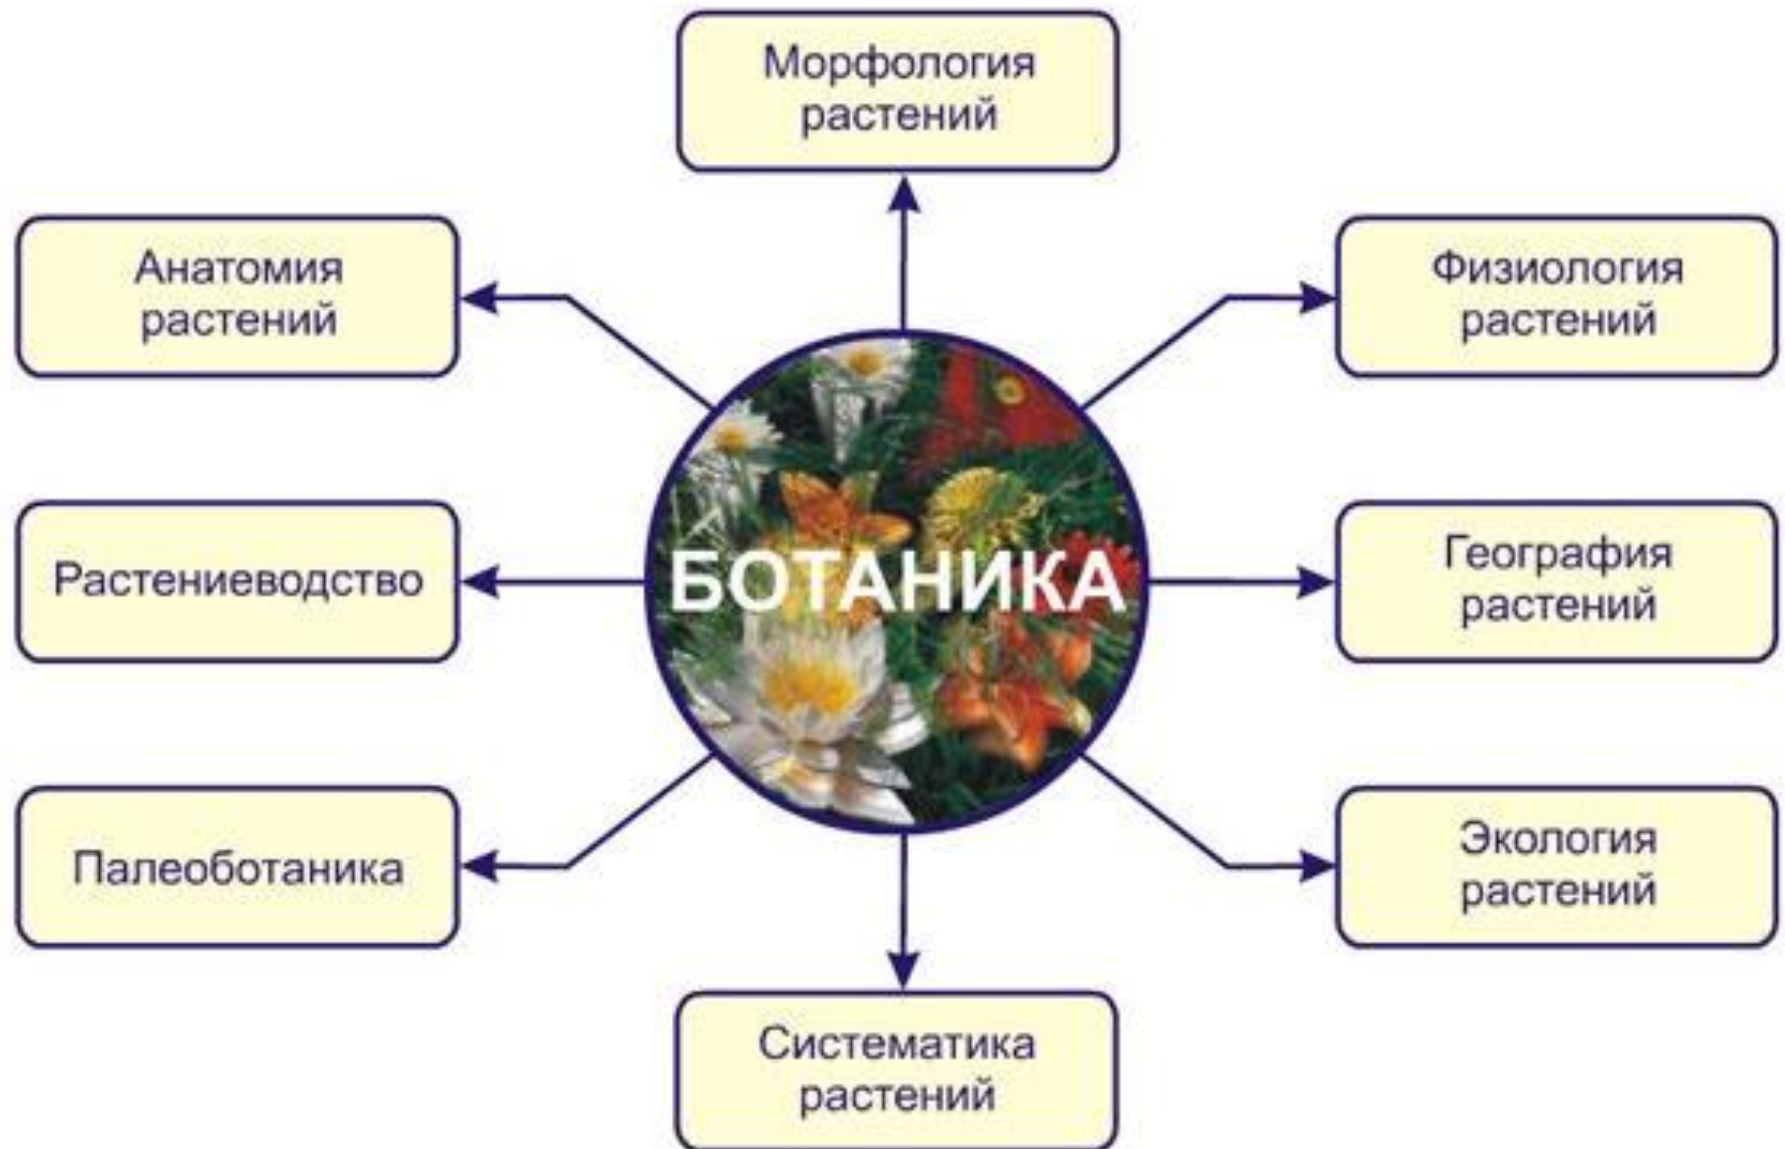 Морфология
растений
Анатомия
растений
Физиология
растений
Растениеводство
БОТАНИКА
География
растений
Палеоботаника
Экология
растений
Систематика
растений